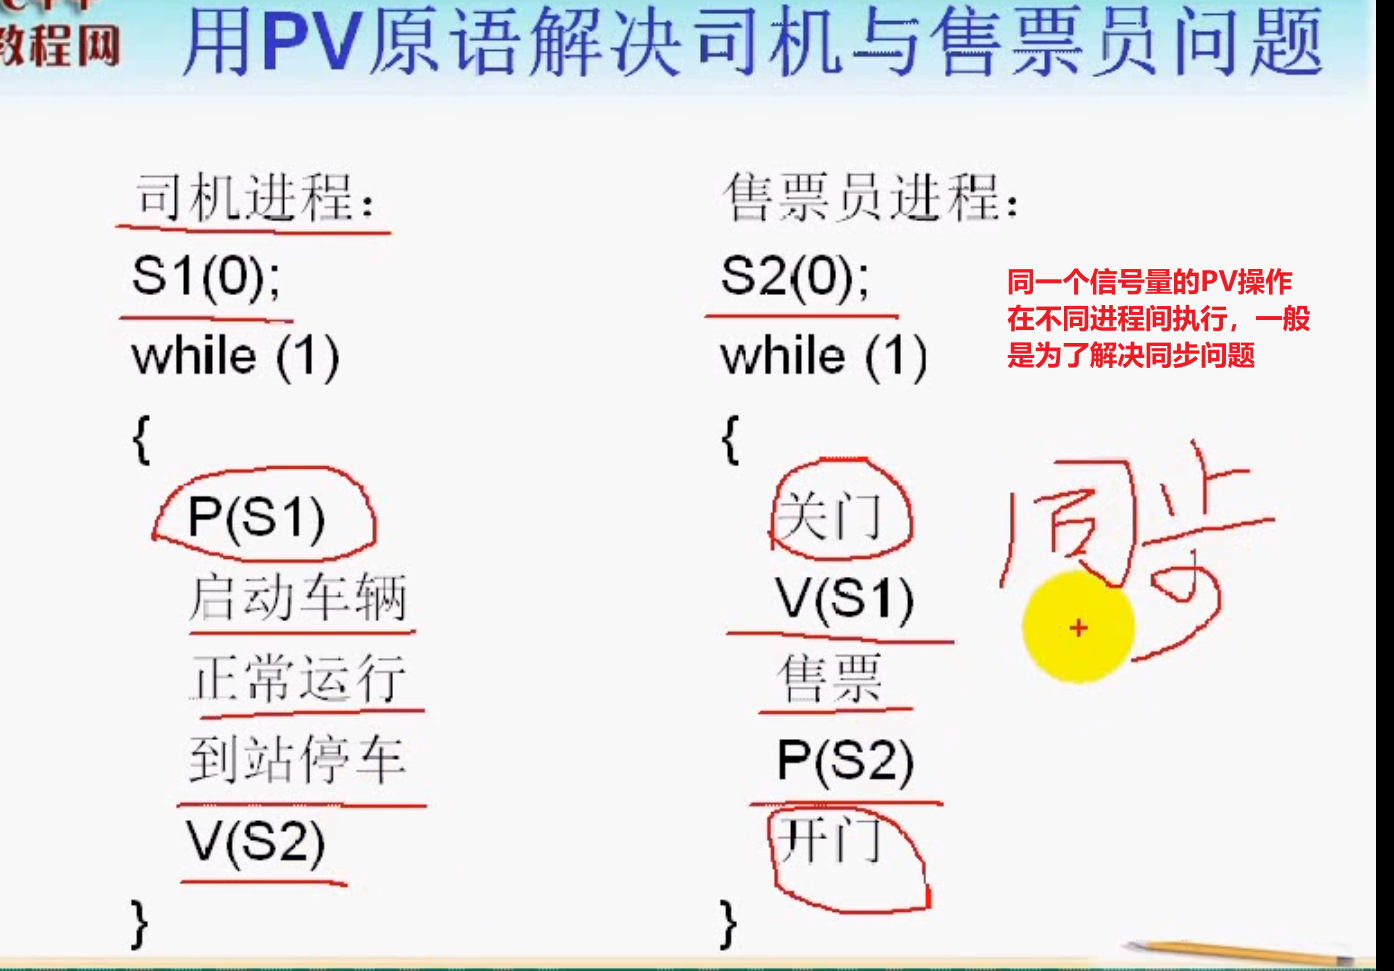 教程网
用PV原语解决司机与售票员问题
司机进程：
S1(0);
while (1)
{
P(S1)
启动车辆
正常运行
到站停车
V(S2)
}
售票员进程：
S2(0);
while (1)
{
关门
V(S1)
售票
P(S2)
开门
}
同一个信号量的PV操作
在不同进程间执行，一般
是为了解决同步问题
同步